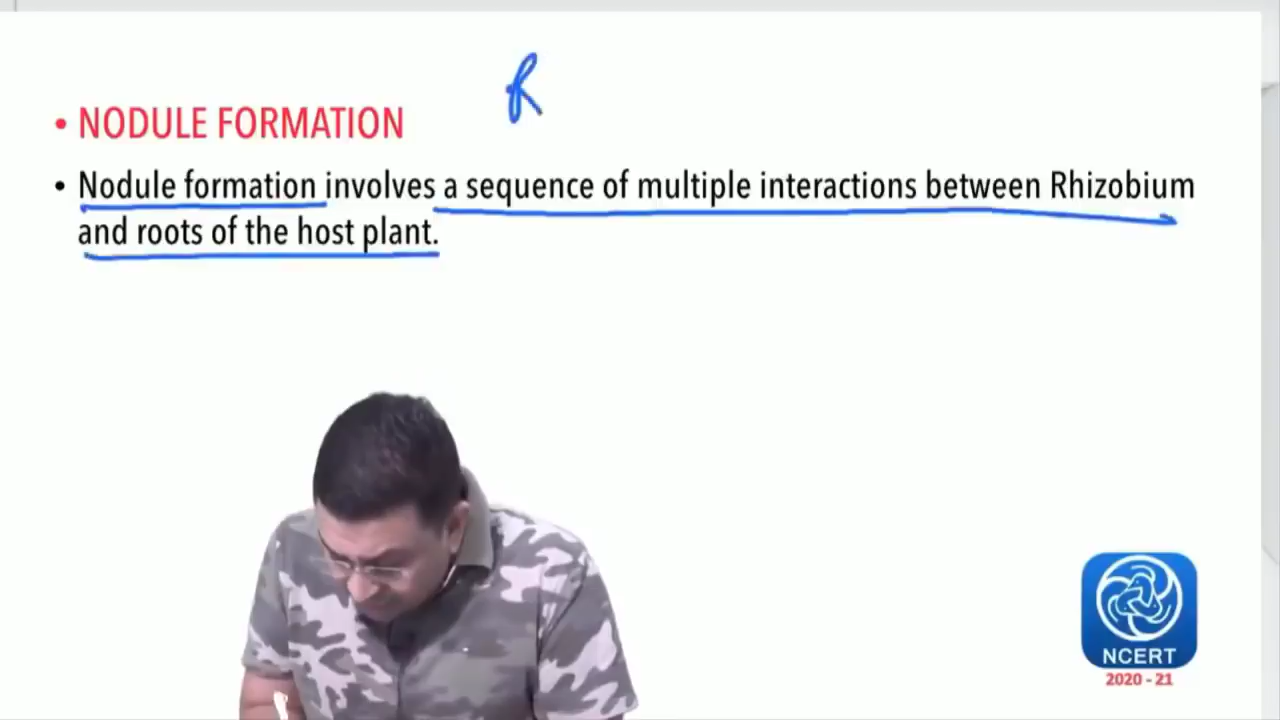 R
• NODULE FORMATION
• Nodule formation involves a sequence of multiple interactions between Rhizobium
and roots of the host plant.
NCERT
2020 - 21